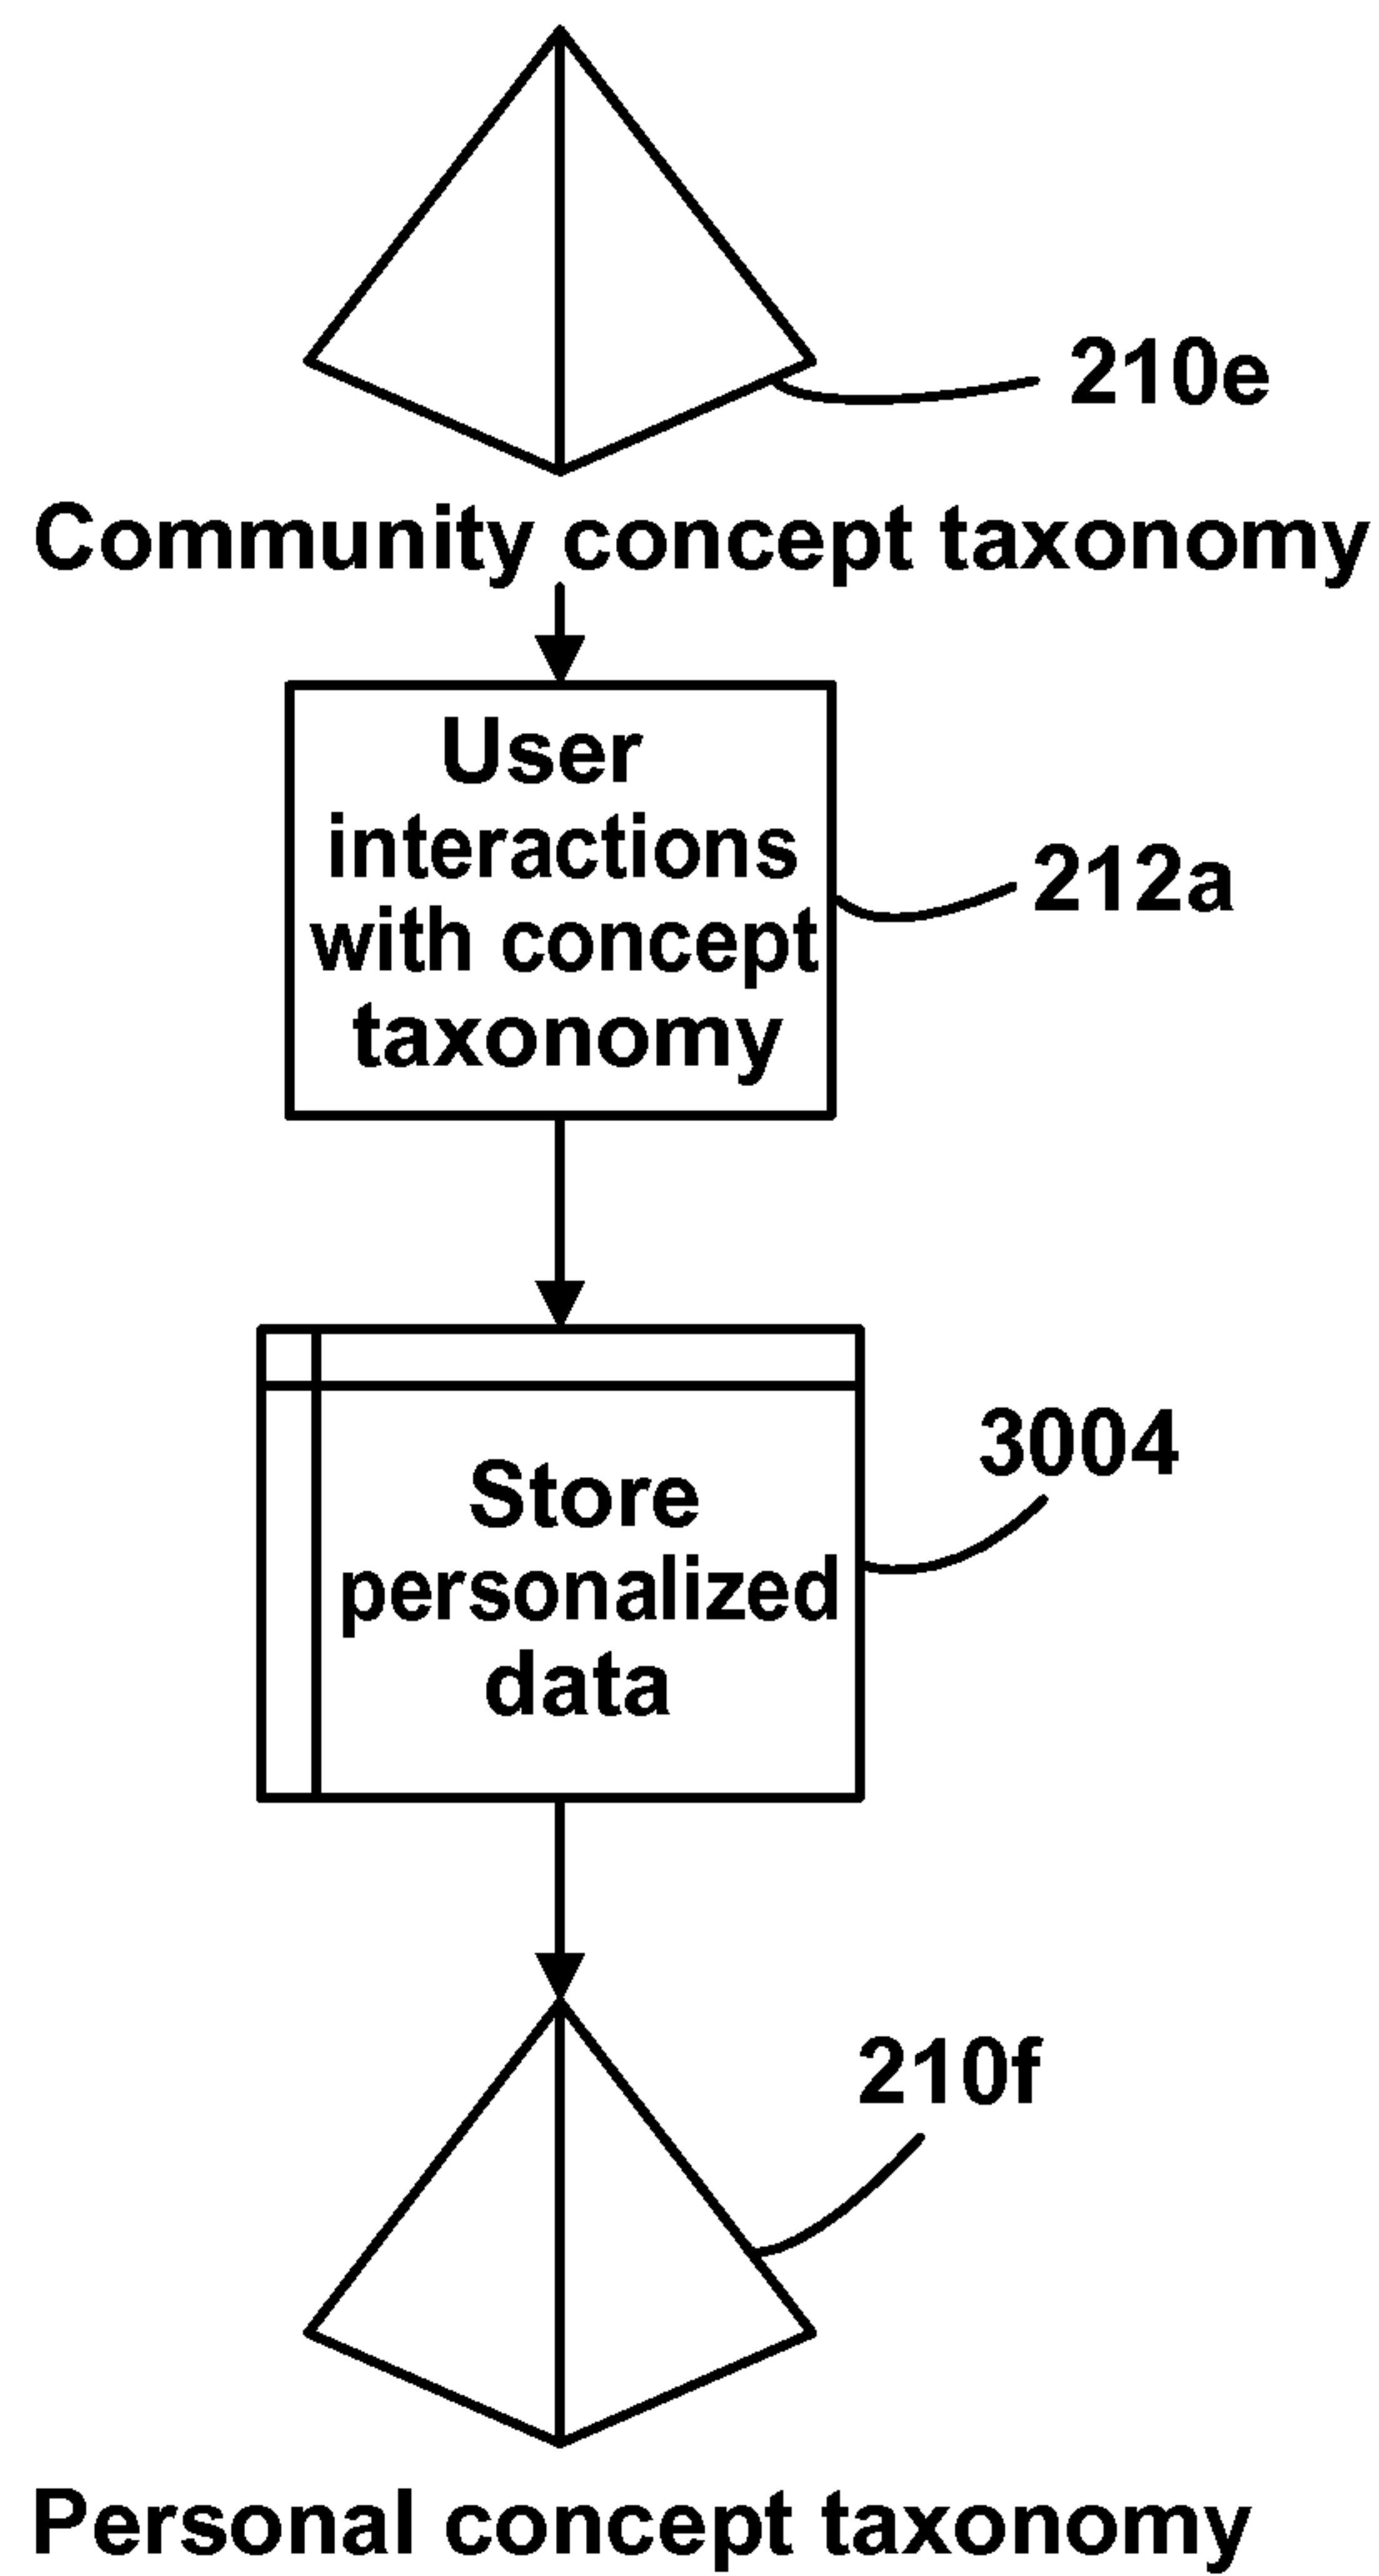 210e
Community concept taxonomy
User
interactions
with concept
taxonomy
212a
3004
Store
personalized
data
210f
Personal concept taxonomy